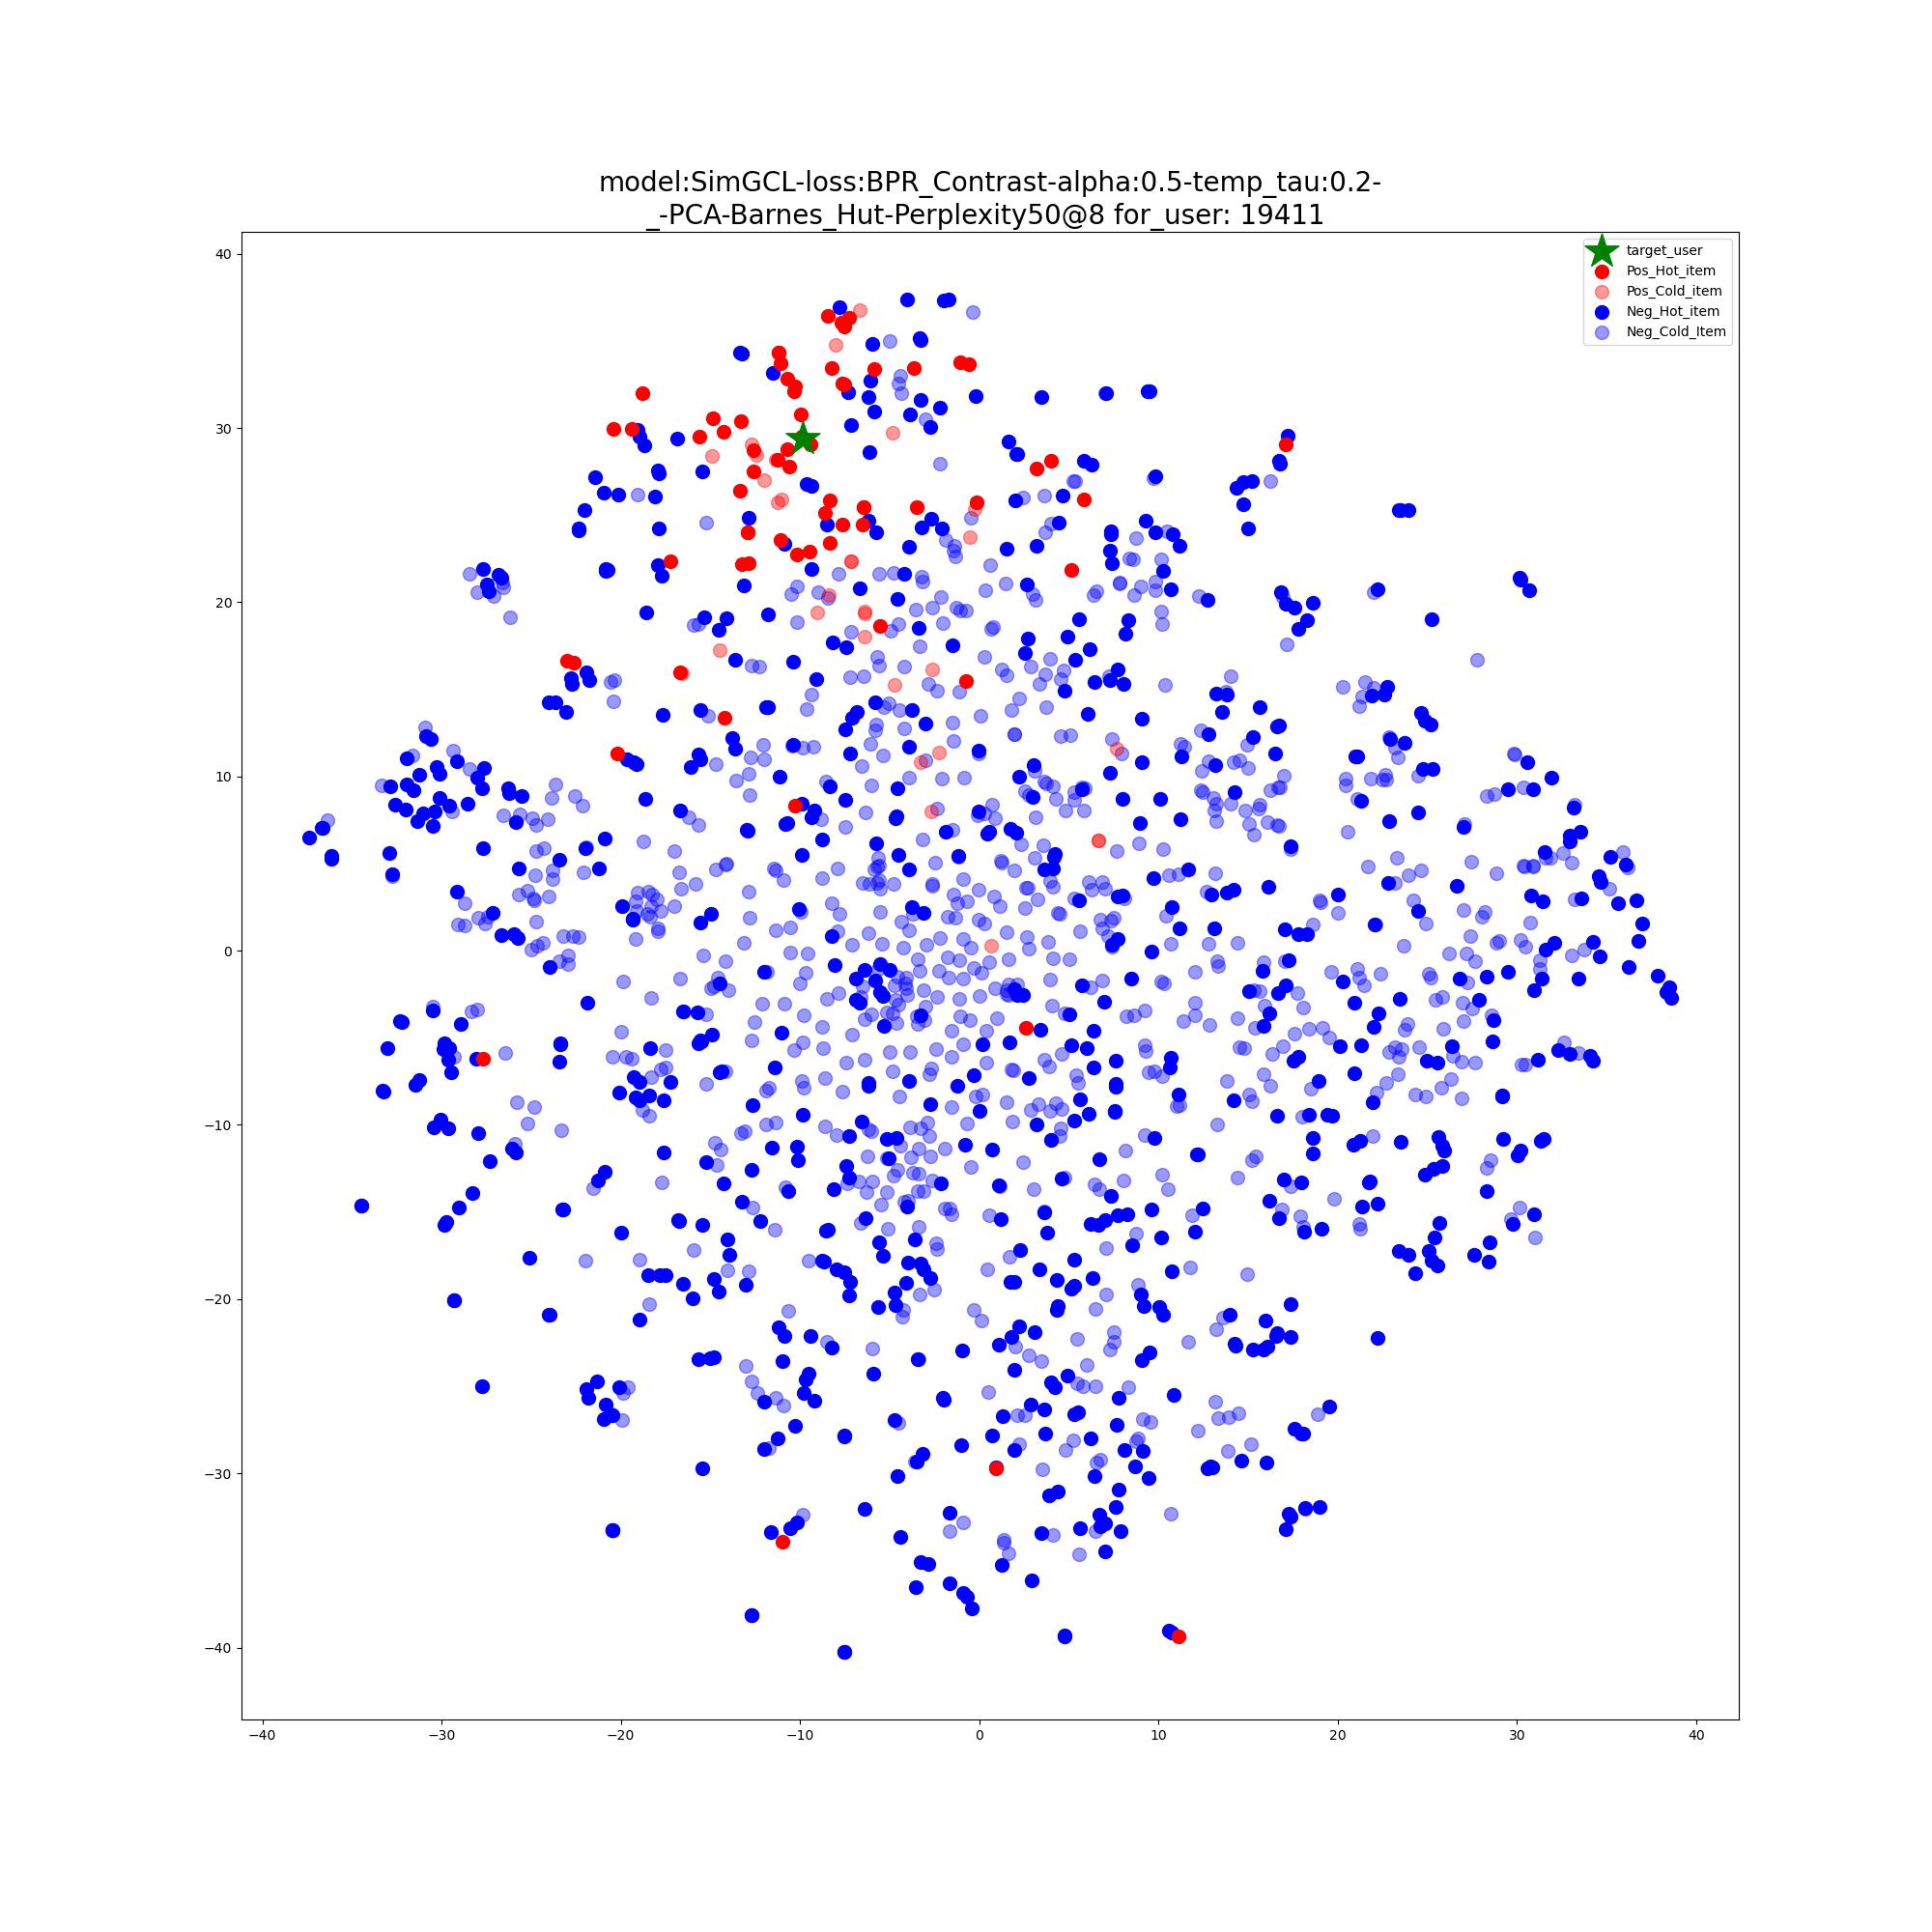 model:SimGCL-loss:BPR_Contrast-alpha:0.5-temp_tau:0.2-
_-PCA-Barnes_Hut-Perplexity50@8 for_user: 19411
target_user
Pos_Hot_item
Pos_Cold_item
Neg_Hot_item
Neg_Cold_Item
40
30
20
10
0
−10
−20
−30
−40
−40
−30
−20
−10
0
10
20
30
40